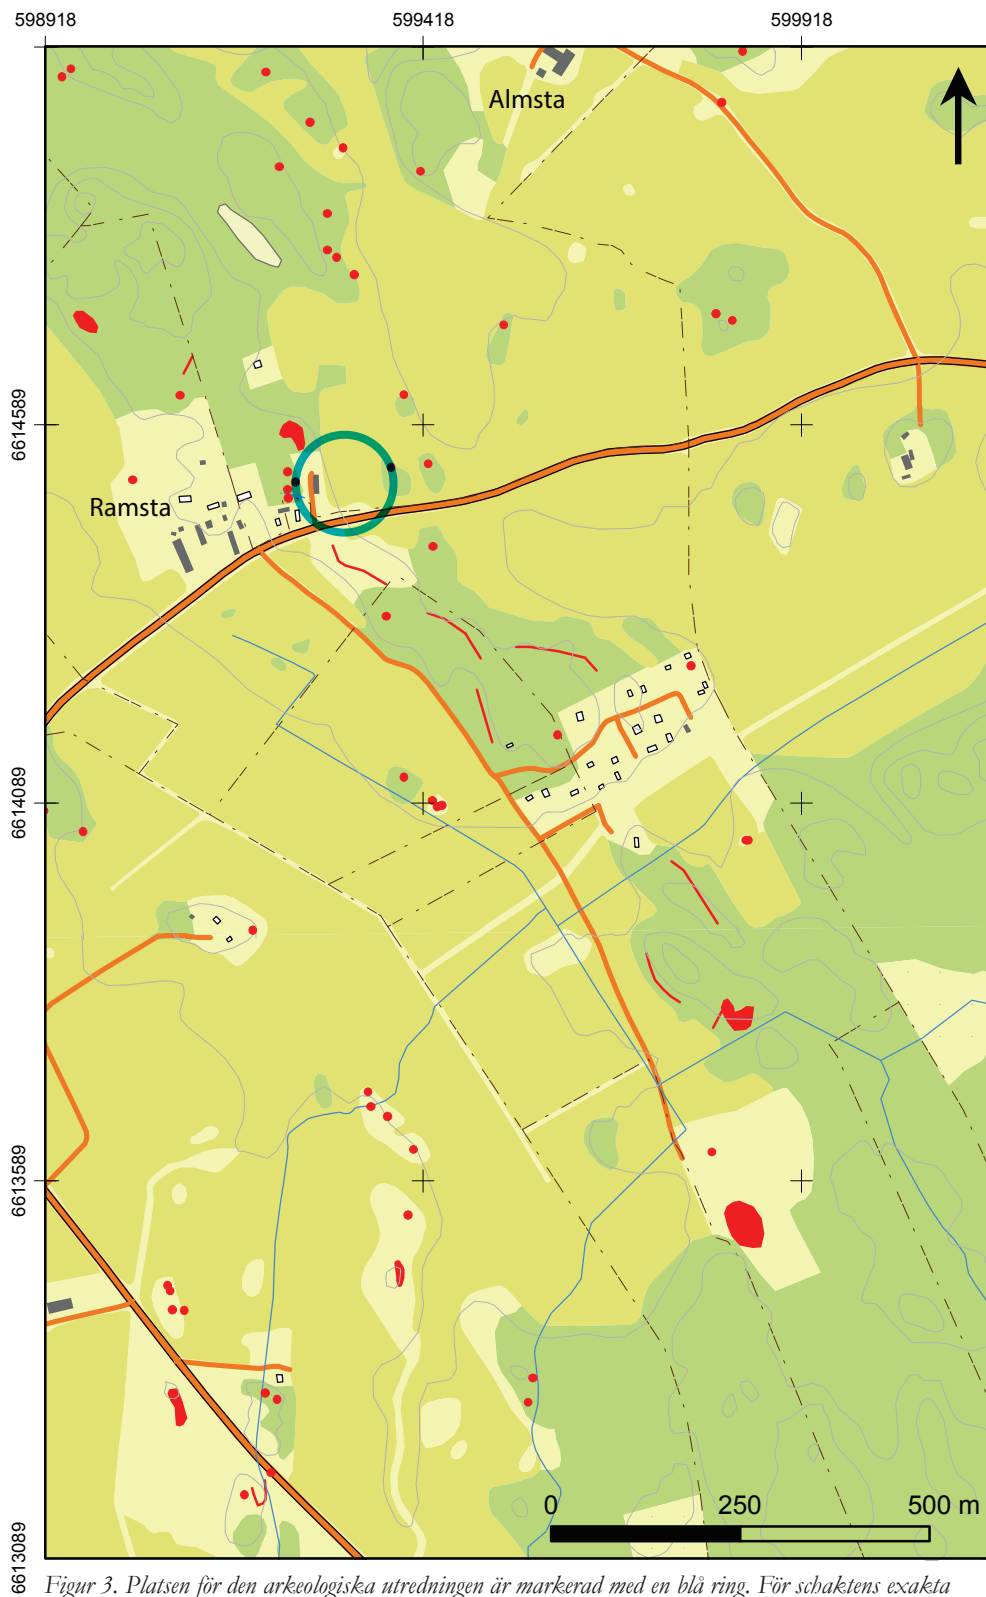 598918
599418
599918
Almsta
6614589
Ramsta
6614089
6613589
0
250
500 m
6613089
Figur 3. Platsen för den arkeologiska utredningen är markerad med en blå ring. För schaktens exakta